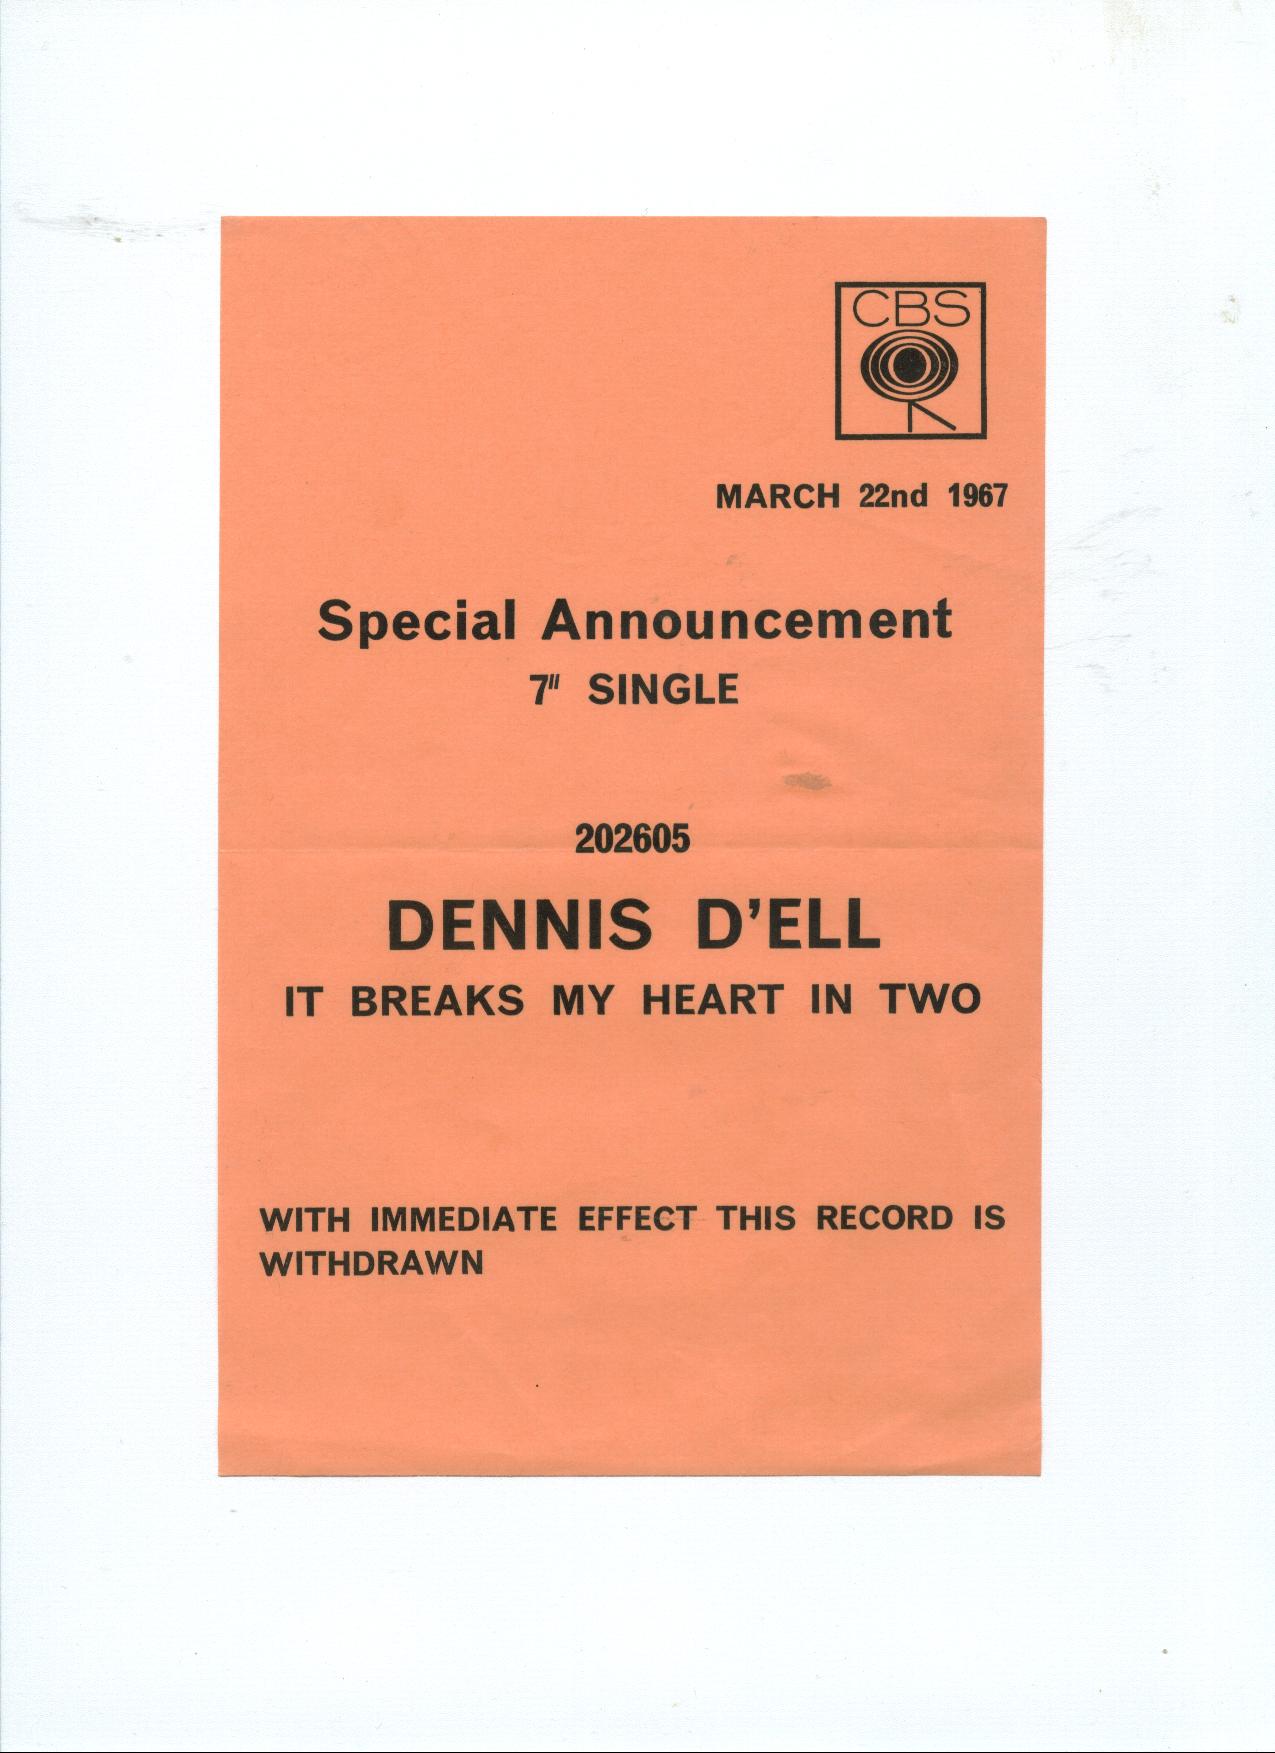 CBS
MARCH 22nd 1967
Special Announcement
7" SINGLE
202605
DENNIS D'ELL
IT BREAKS MY HEART IN TWO
WITH IMMEDIATE EFFECT THIS RECORD IS
WITHDRAWN